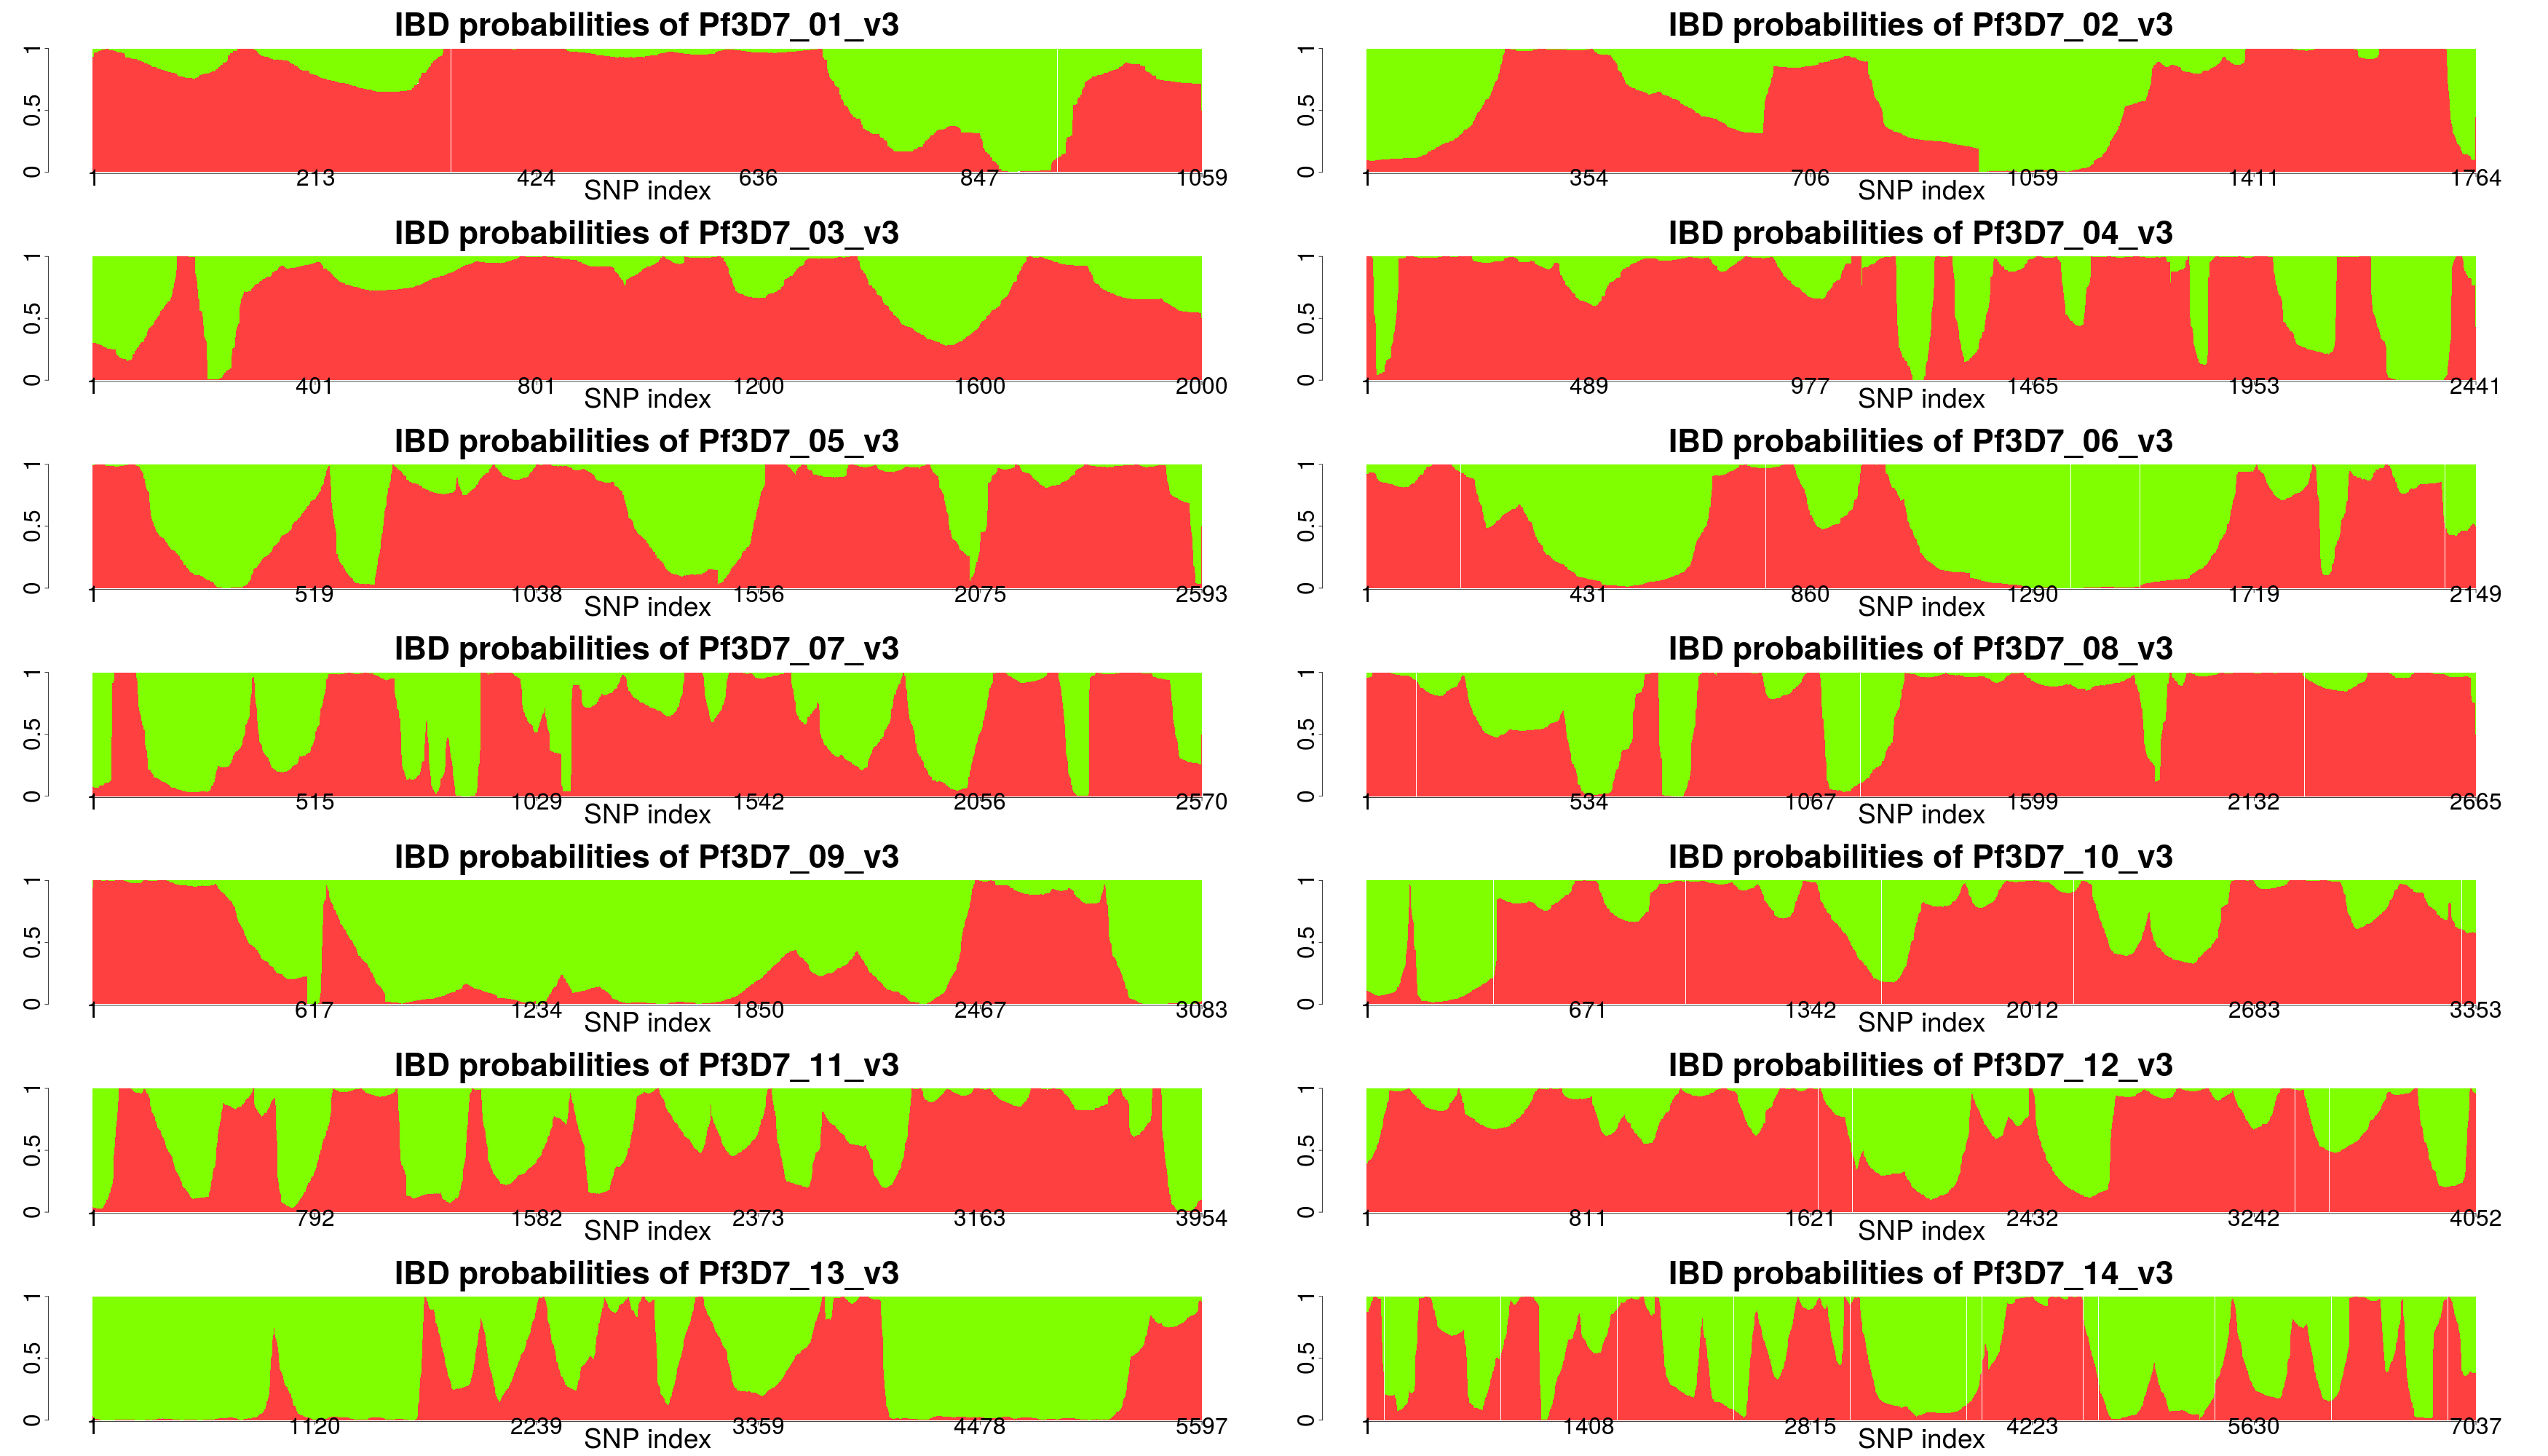 IBD probabilities of Pf3D7_01_v3
0 0.5 1
1 213 424 636 847 1059
SNP index
IBD probabilities of Pf3D7_02_v3
0 0.5 1
1 354 706 1059 1411 1764
SNP index
IBD probabilities of Pf3D7_03_v3
0 0.5 1
1 401 801 1200 1600 2000
SNP index
IBD probabilities of Pf3D7_04_v3
0 0.5 1
1 489 977 1465 1953 2441
SNP index
IBD probabilities of Pf3D7_05_v3
0 0.5 1
1 519 1038 1556 2075 2593
SNP index
IBD probabilities of Pf3D7_06_v3
0 0.5 1
1 431 860 1290 1719 2149
SNP index
IBD probabilities of Pf3D7_07_v3
0 0.5 1
1 515 1029 1542 2056 2570
SNP index
IBD probabilities of Pf3D7_08_v3
0 0.5 1
1 534 1067 1599 2132 2665
SNP index
IBD probabilities of Pf3D7_09_v3
0 0.5 1
1 617 1234 1850 2467 3083
SNP index
IBD probabilities of Pf3D7_10_v3
0 0.5 1
1 671 1342 2012 2683 3353
SNP index
IBD probabilities of Pf3D7_11_v3
0 0.5 1
1 792 1582 2373 3163 3954
SNP index
IBD probabilities of Pf3D7_12_v3
0 0.5 1
1 811 1621 2432 3242 4052
SNP index
IBD probabilities of Pf3D7_13_v3
0 0.5 1
1 1120 2239 3359 4478 5597
SNP index
IBD probabilities of Pf3D7_14_v3
0 0.5 1
1 1408 2815 4223 5630 7037
SNP index